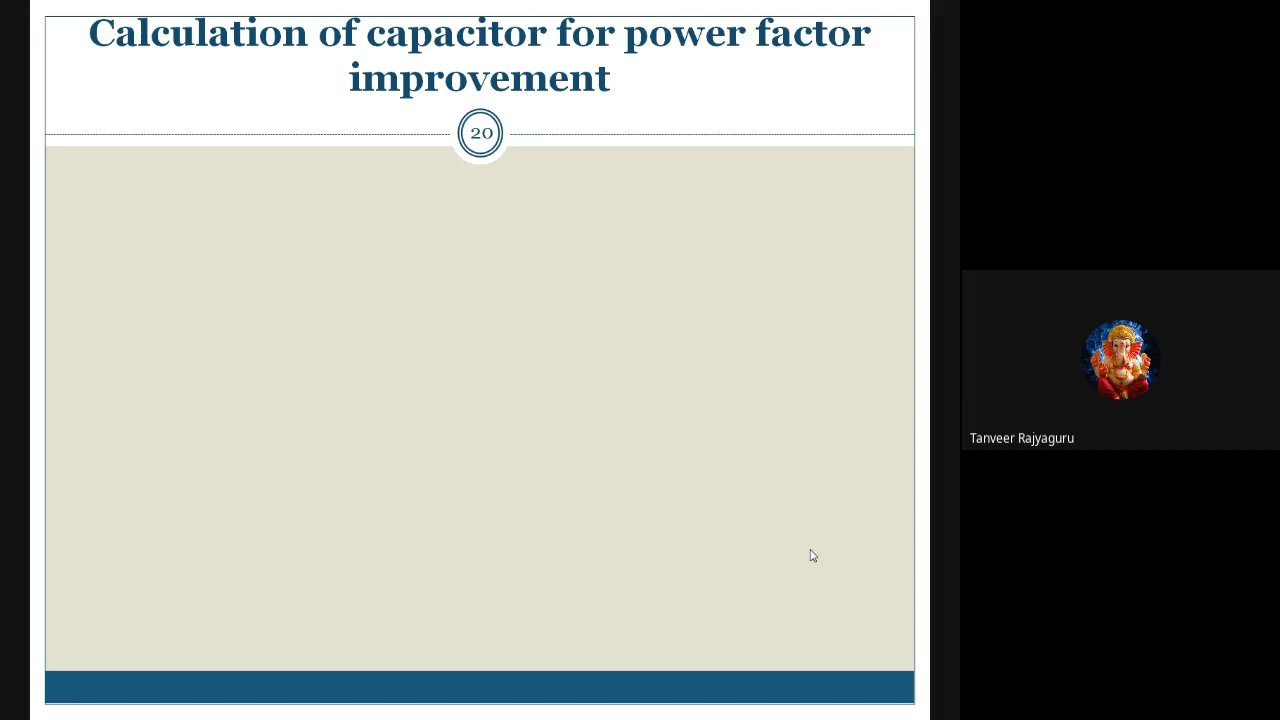 Calculation of capacitor for power factor
improvement
20
Tanveer Rajyaguru